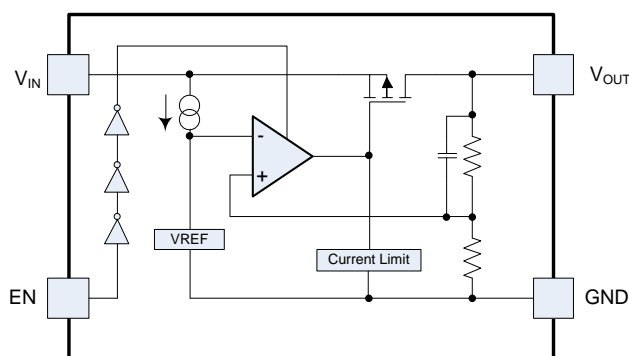 VIN
VOUT
-
+
VREF
Current Limit
EN
GND